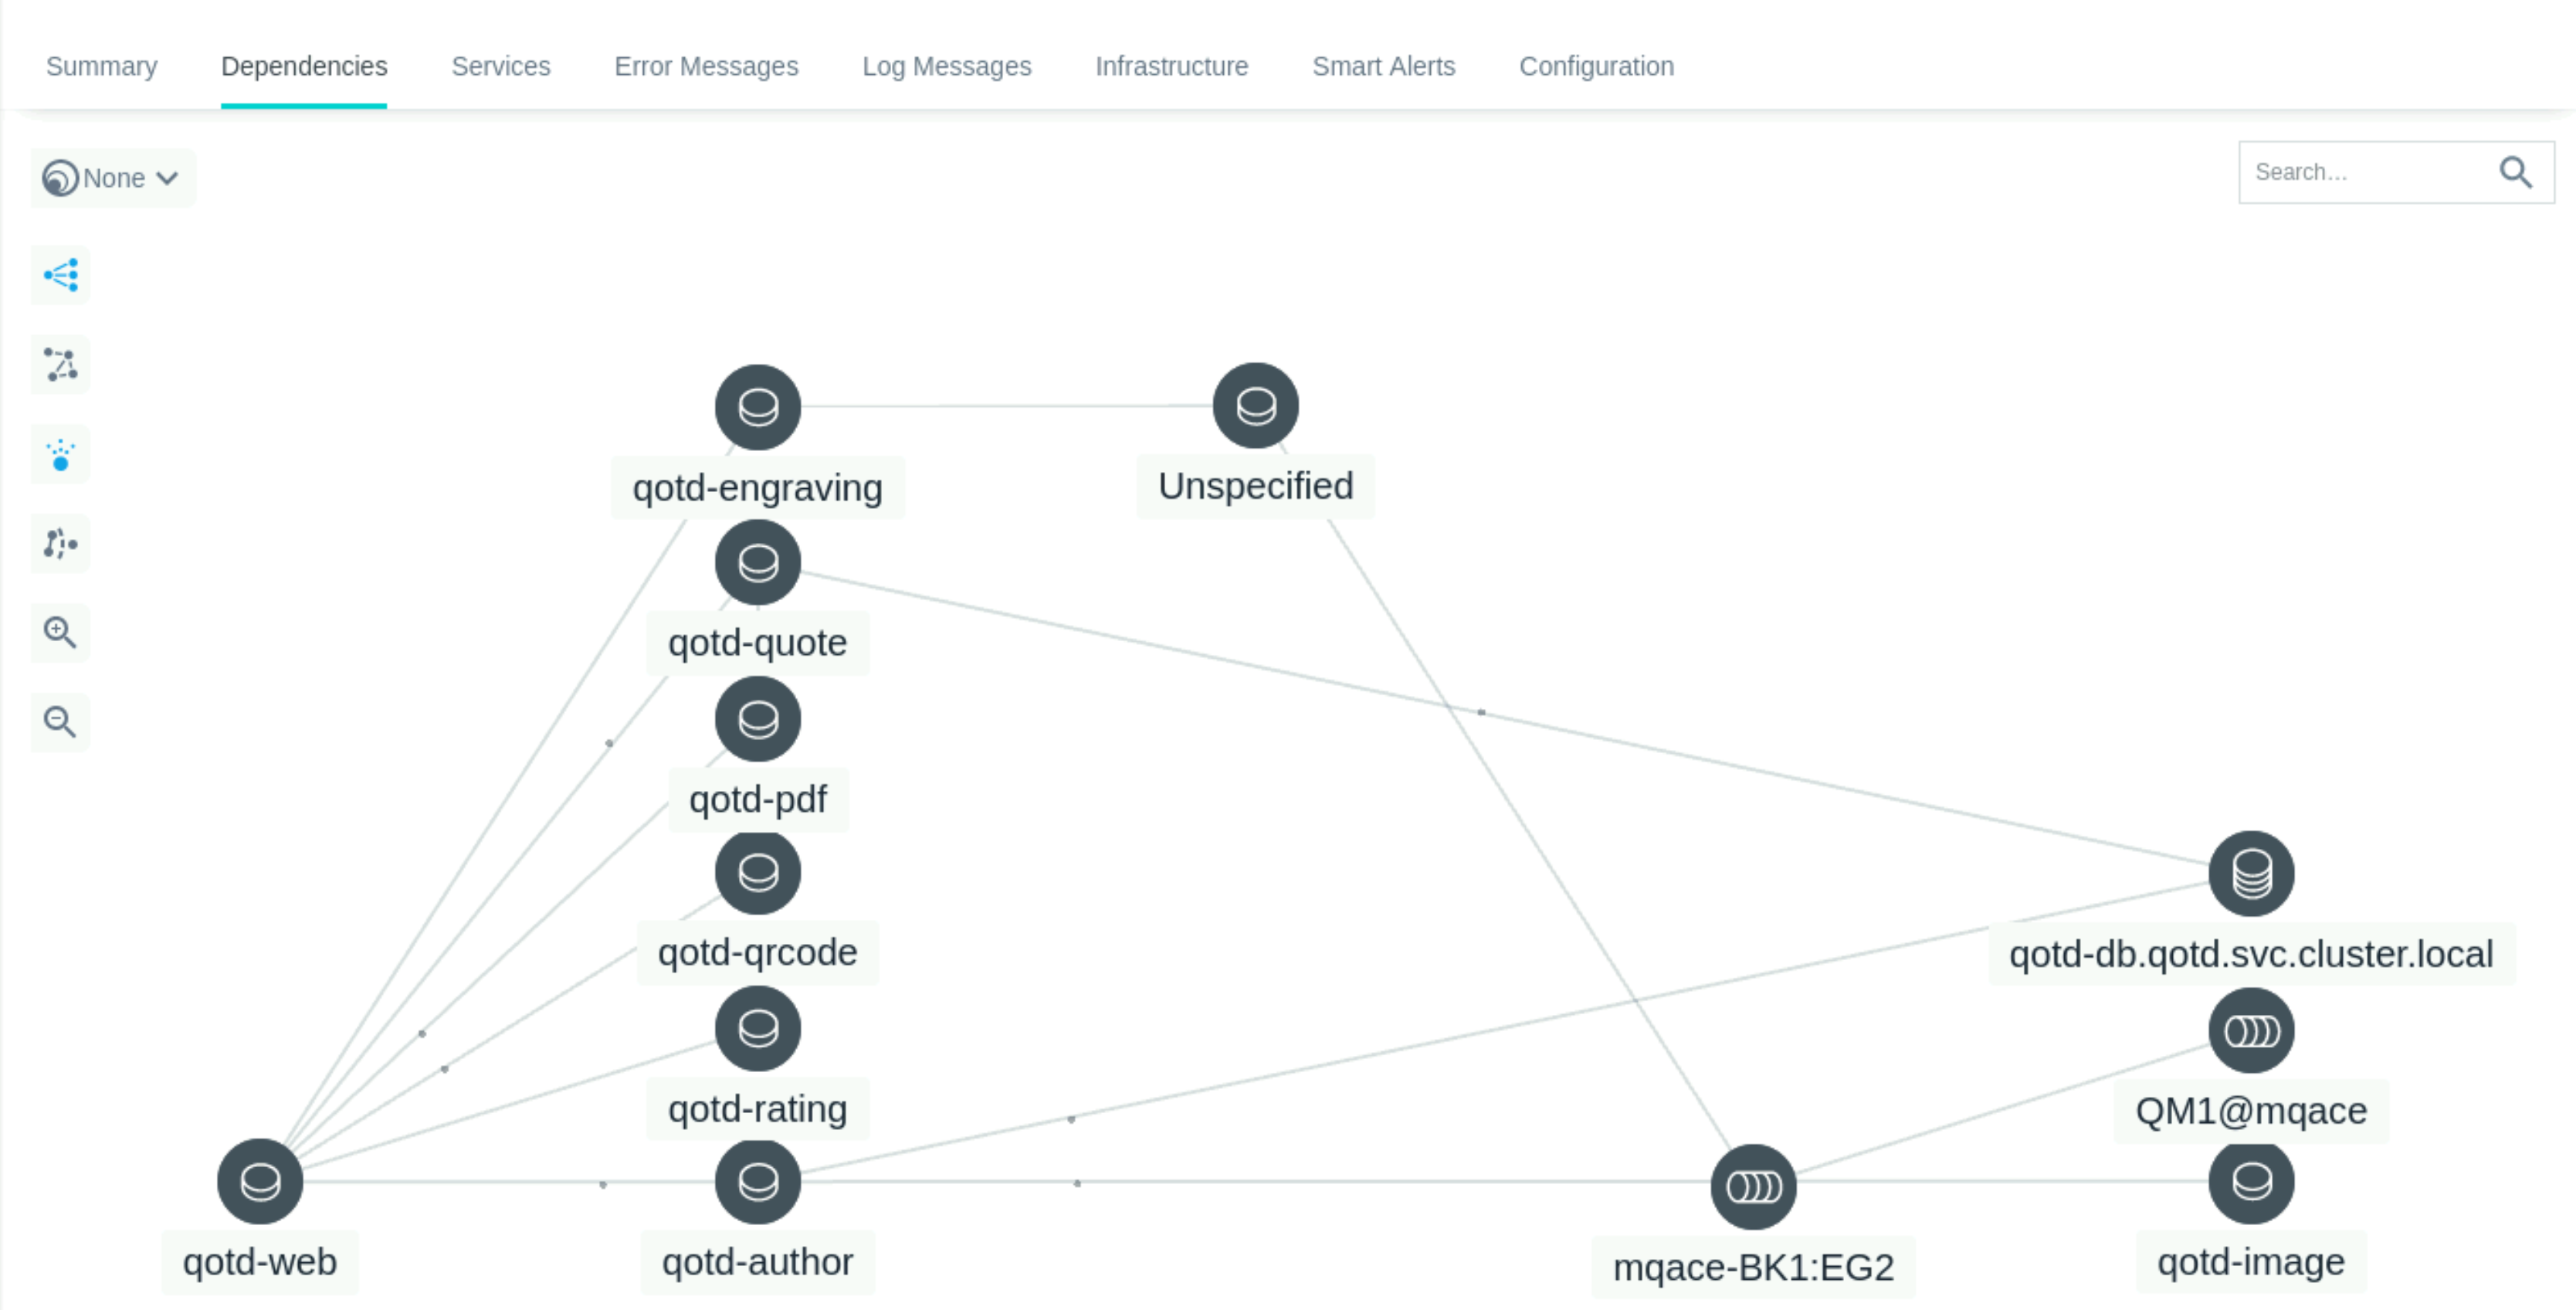 Summary Dependencies Services Error Messages Log Messages Infrastructure Smart Alerts Configuration
None
Search...
qotd-engraving
Unspecified
qotd-quote
qotd-pdf
qotd-qrcode
qotd-db.qotd.svc.cluster.local
qotd-rating
QM1@mqace
qotd-web
qotd-author
mqace-BK1:EG2
qotd-image